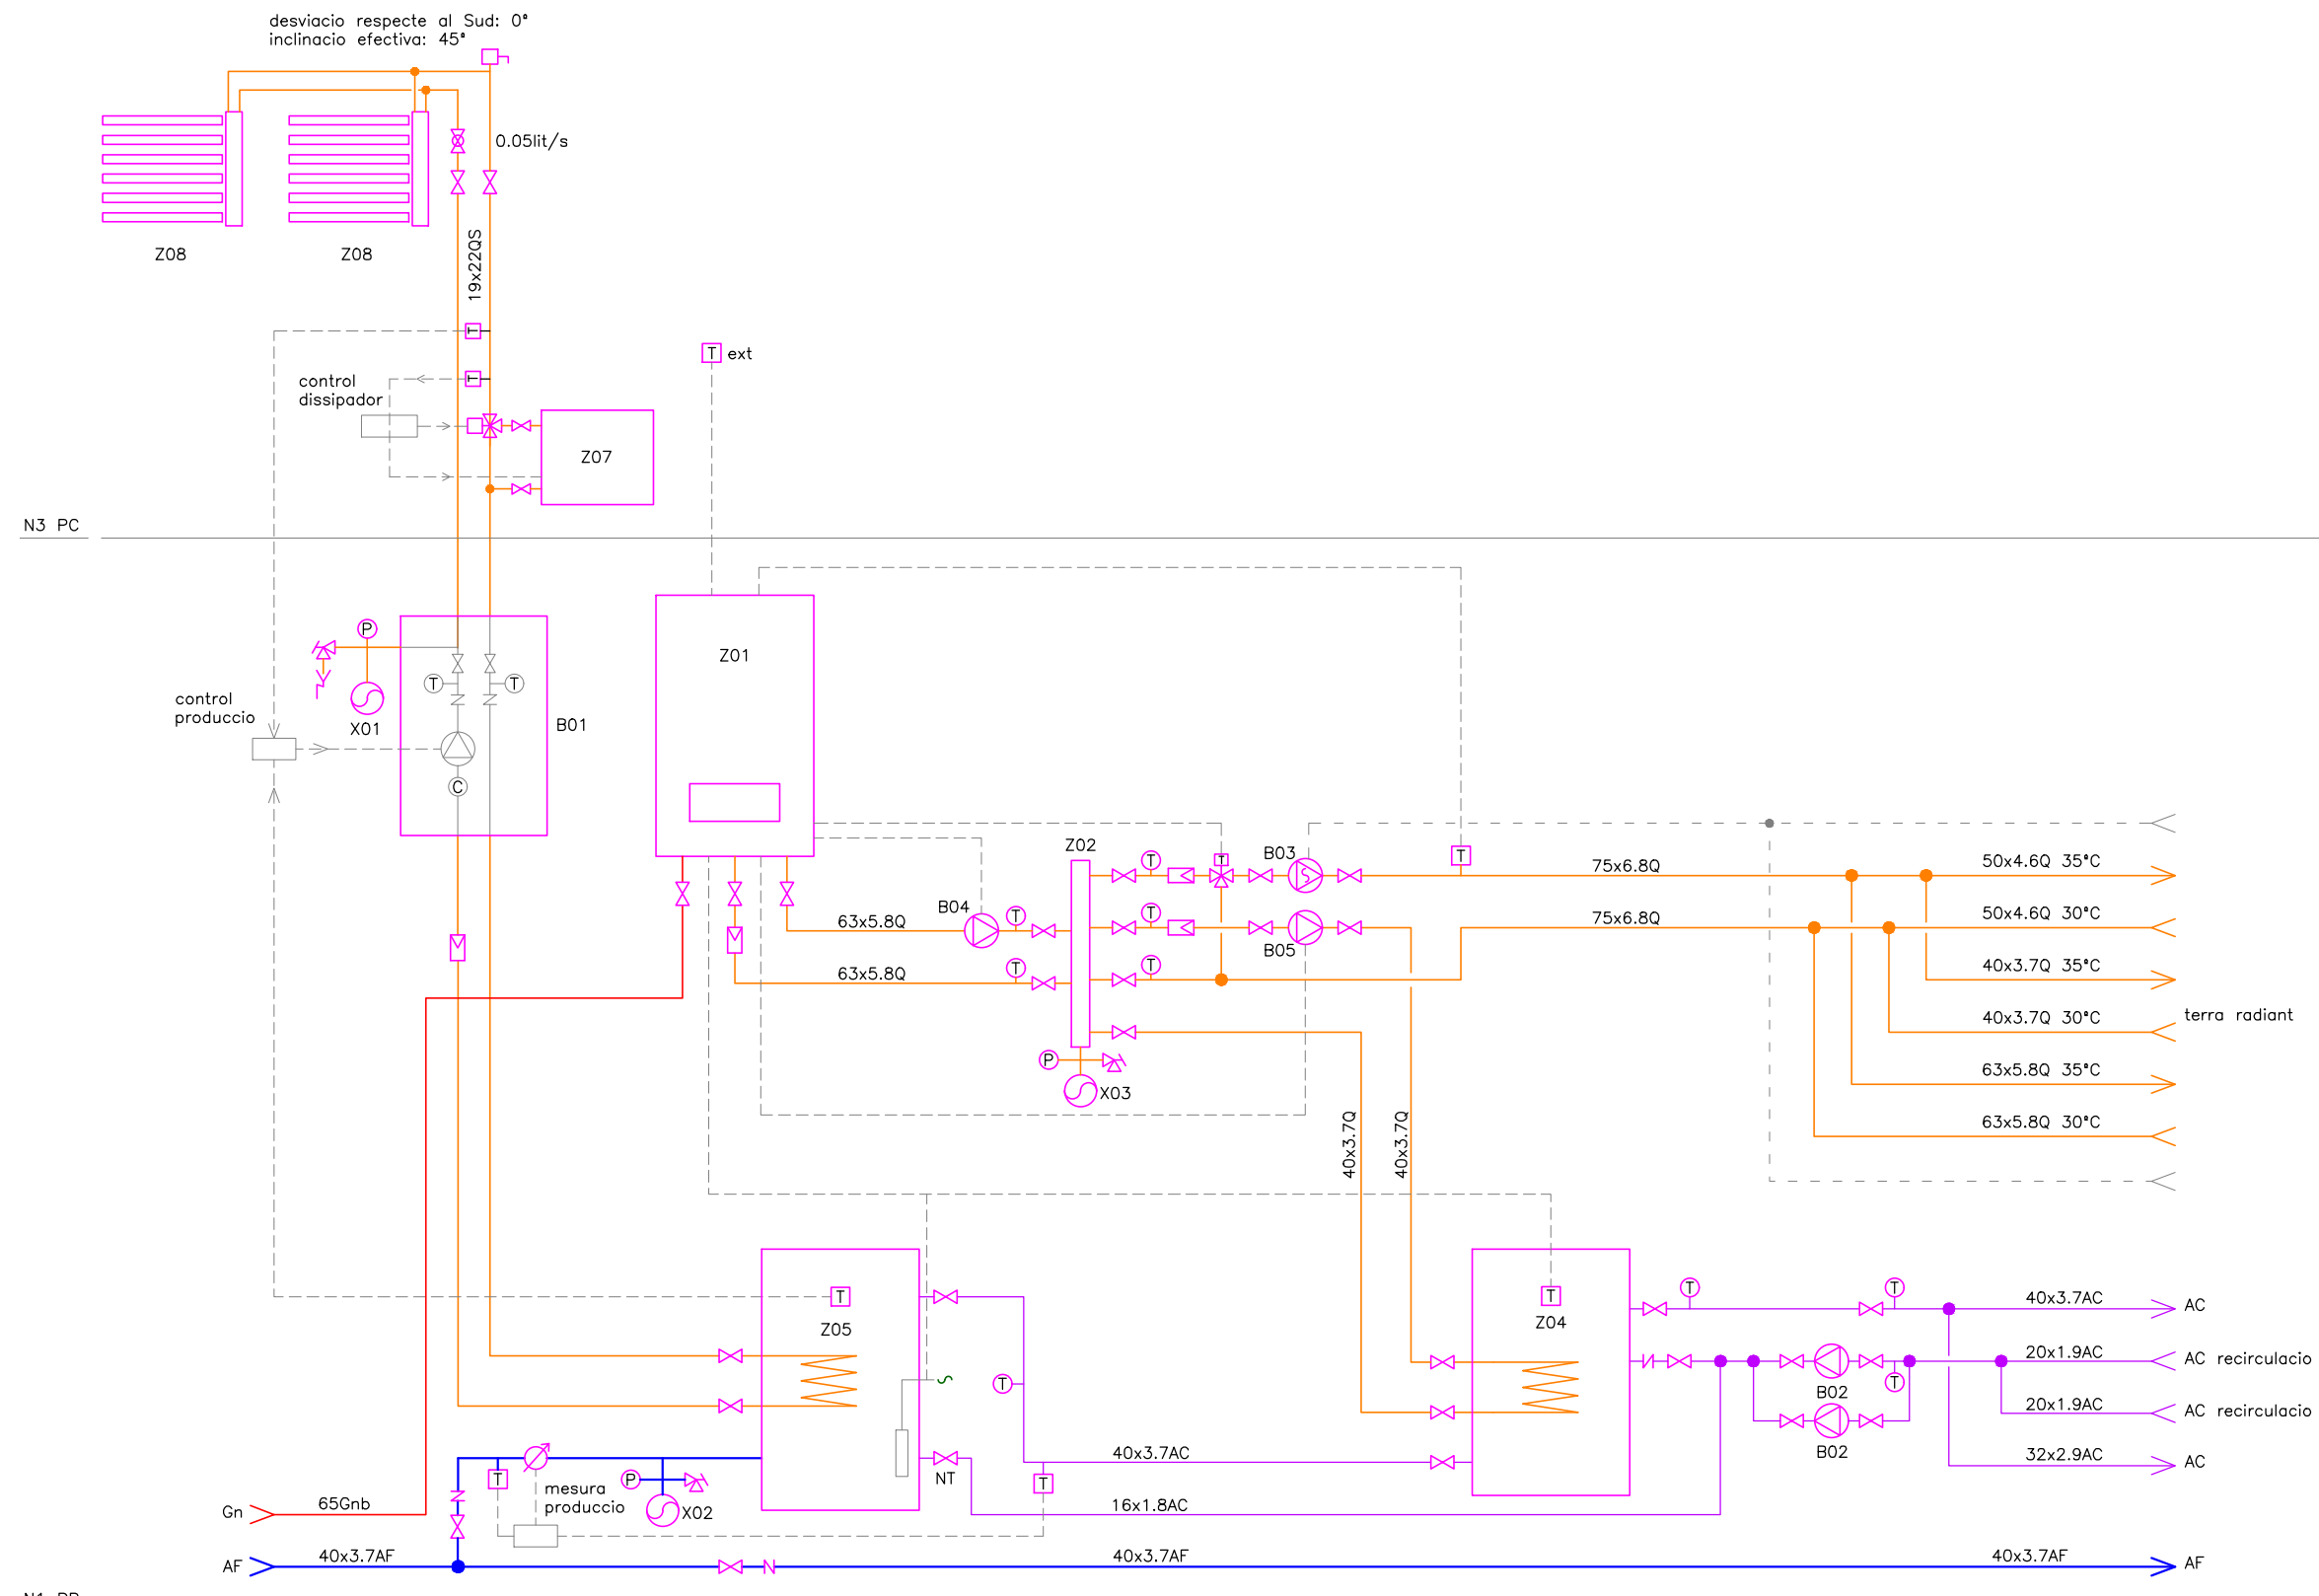 desviacio respecte al Sud: 0°
inclinacio efectiva: 45°
0.05lit/s
Z08
Z08
19x22QS
T
T ext
control
dissipador
T
Z07
N3 PC
P
Z01
T
T
control
produccio
X01
B01
C
Z02
T
T
B03
T
75x6.8Q
50x4.6Q 35°C
B04
T
T
63x5.8Q
B05
75x6.8Q
50x4.6Q 30°C
T
T
63x5.8Q
40x3.7Q 35°C
terra radiant
40x3.7Q 30°C
P
X03
63x5.8Q 35°C
40x3.7Q
40x3.7Q
63x5.8Q 30°C
T
Z05
T
Z04
T
T
40x3.7AC
AC
20x1.9AC
AC recirculacio
T
B02
T
20x1.9AC
AC recirculacio
B02
40x3.7AC
32x2.9AC
AC
T
P
NT
T
mesura
produccio
X02
Gn
65Gnb
16x1.8AC
AF
40x3.7AF
40x3.7AF
40x3.7AF
AF